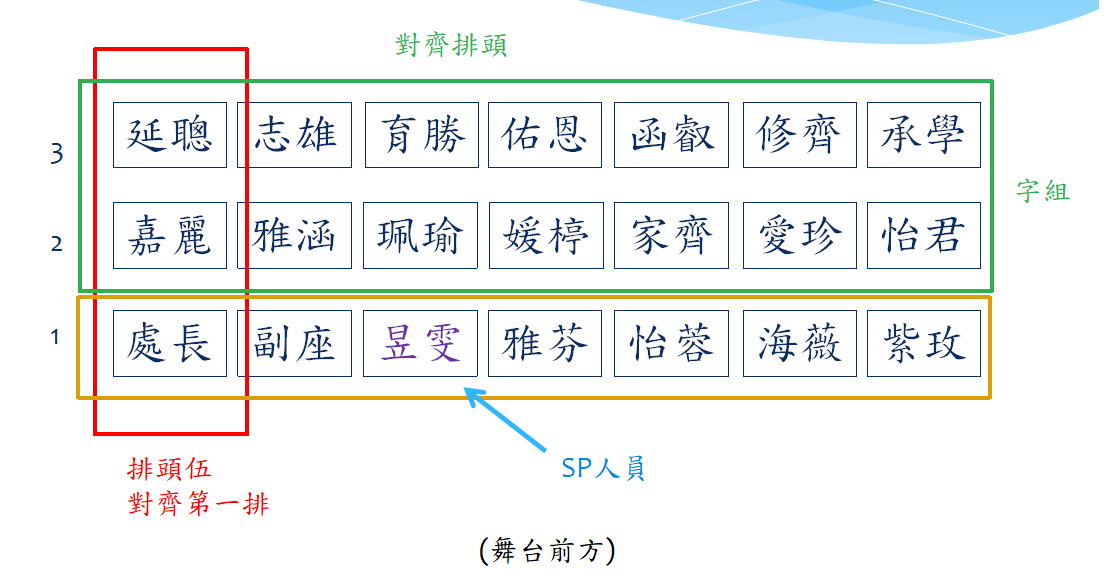 對齊排頭
3 延聰 志雄 育勝 佑恩 函叡 修齊 承學
字組
2 嘉麗 雅涵 珮瑜 媛楟 家齊 愛珍 怡君
1 處長 副座 昱雯 雅芬 怡蓉 海薇 紫玫
排頭伍
對齊第一排
SP人員
(舞台前方)